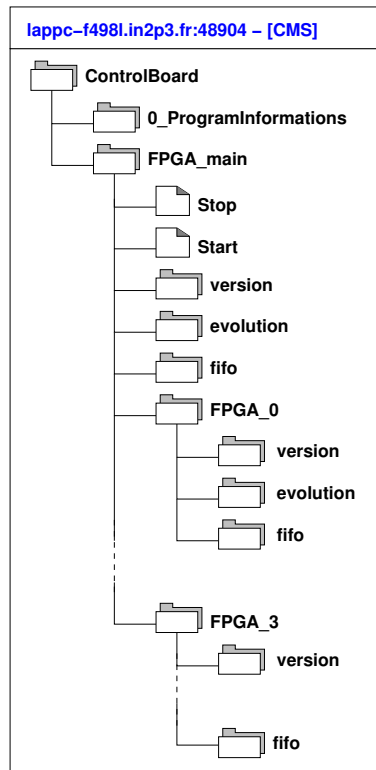 lappc−f498l.in2p3.fr:48904 − [CMS]
ControlBoard
0_ProgramInformations
FPGA_main
Stop
Start
version
evolution
fifo
FPGA_0
version
evolution
fifo
FPGA_3
version
fifo